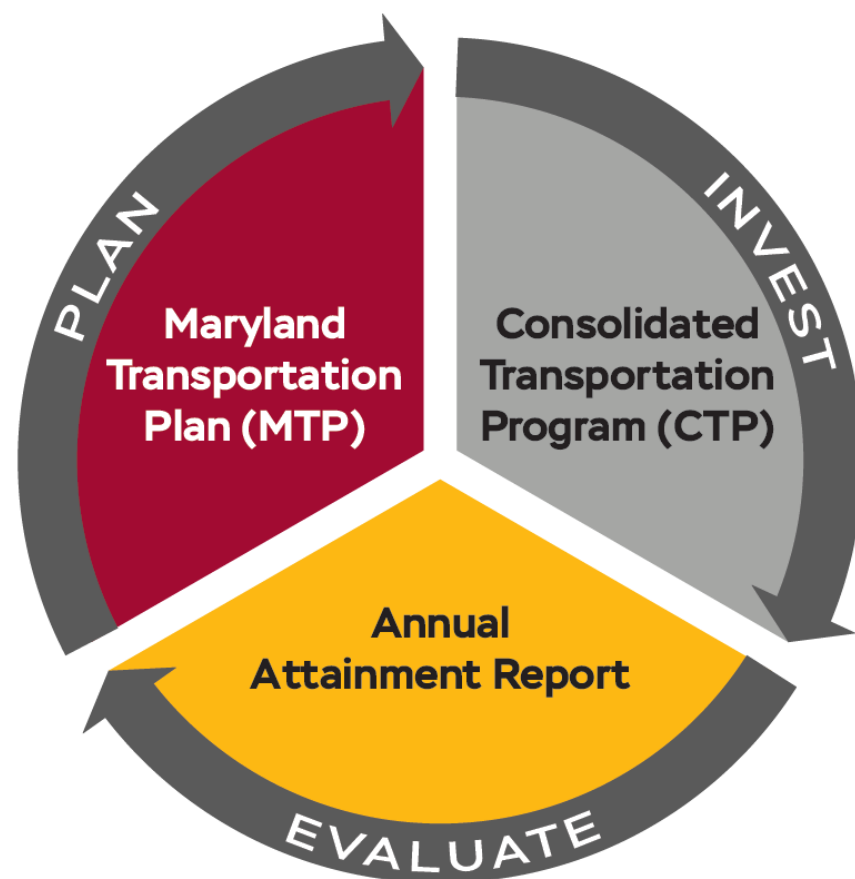 PLAN
Maryland
Transportation
Plan (MTP)
INVEST
Consolidated
Transportation
Program (CTP)
Annual
Attainment Report
EVALUATE